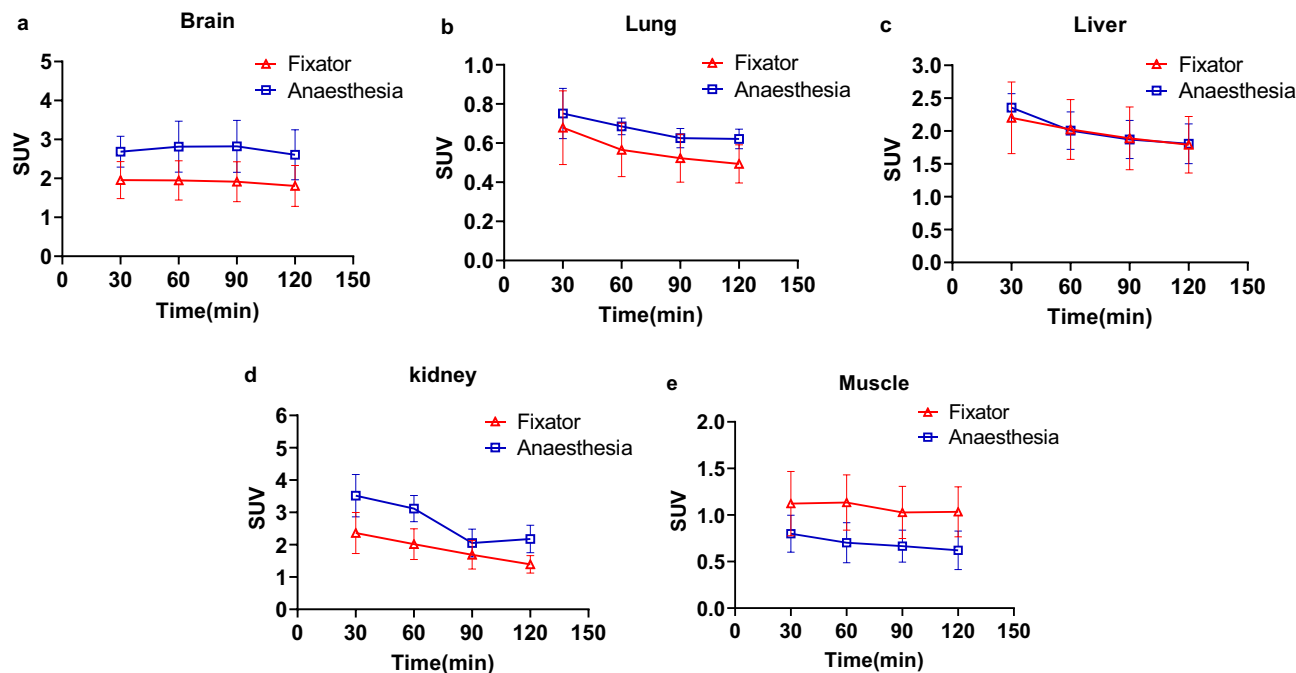 a
Brain
Fixator
Anaesthesia
SUV
5
4
3
2
1
0
0 30 60 90 120 150
Time(min)
b
Lung
Fixator
Anaesthesia
SUV
1.0
0.8
0.6
0.4
0.2
0.0
0 30 60 90 120 150
Time(min)
c
Liver
Fixator
Anaesthesia
SUV
3.0
2.5
2.0
1.5
1.0
0.5
0.0
0 30 60 90 120 150
Time(min)
d
kidney
Fixator
Anaesthesia
SUV
6
5
4
3
2
1
0
0 30 60 90 120 150
Time(min)
e
Muscle
Fixator
Anaesthesia
SUV
2.0
1.5
1.0
0.5
0.0
0 30 60 90 120 150
Time(min)